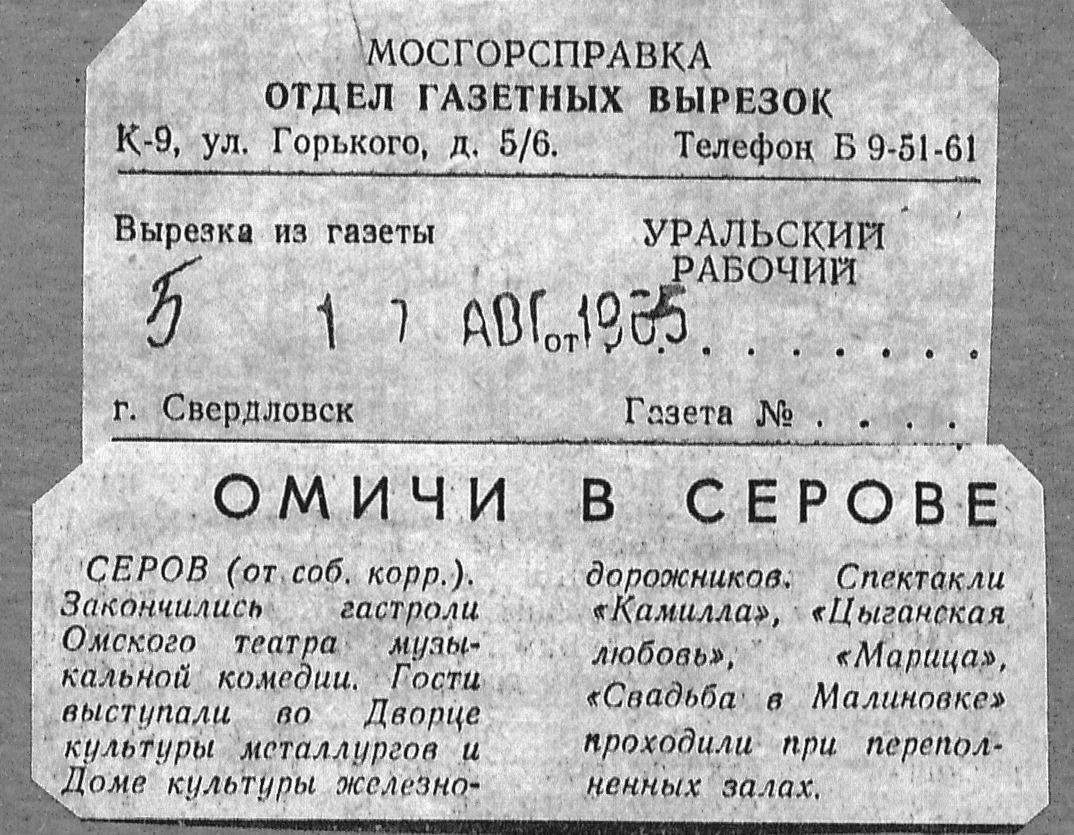 МОСГОРСПРАВКА
ОТДЕЛ ГАЗЕТНЫХ ВЫРЕЗОК
К-9, ул. Горького, д. 5/6. Телефон Б 9-51-61
Вырезка из газеты
УРАЛЬСКИЙ
РАБОЧИЙ
5 17 АВГ от 1965 . . . . . . .
г. Свердловск Газета № . . . .
ОМИЧИ В СЕРОВЕ
СЕРОВ (от соб. корр.).
Закончились гастроли
Омского театра музы-
кальной комедии. Гости
выступали во Дворце
культуры металлургов и
Доме культуры железно-
дорожников. Спектакли
«Камилла», «Цыганская
любовь», «Марица»,
«Свадьба в Малиновке»
проходили при перепол-
ненных залах.